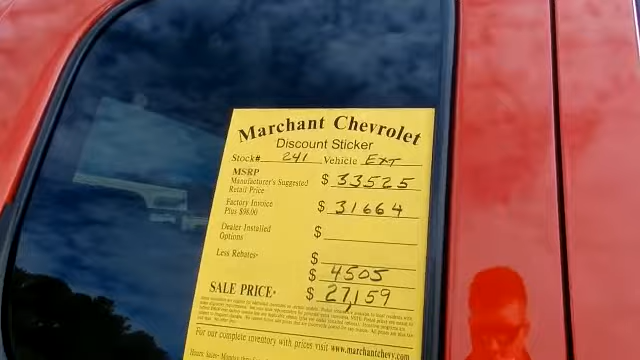 Marchant Chevrolet
Discount Sticker
Stock# 241 Vehicle EXT
MSRP
Manufacturer's Suggested
Retail Price $ 33525
Factory Invoice
Plus $98.00 $ 31664
Dealer Installed
Options $
Less Rebates* $
$ 4505
SALE PRICE* $ 27,159
For our complete inventory with prices visit www.marchantchevy.com